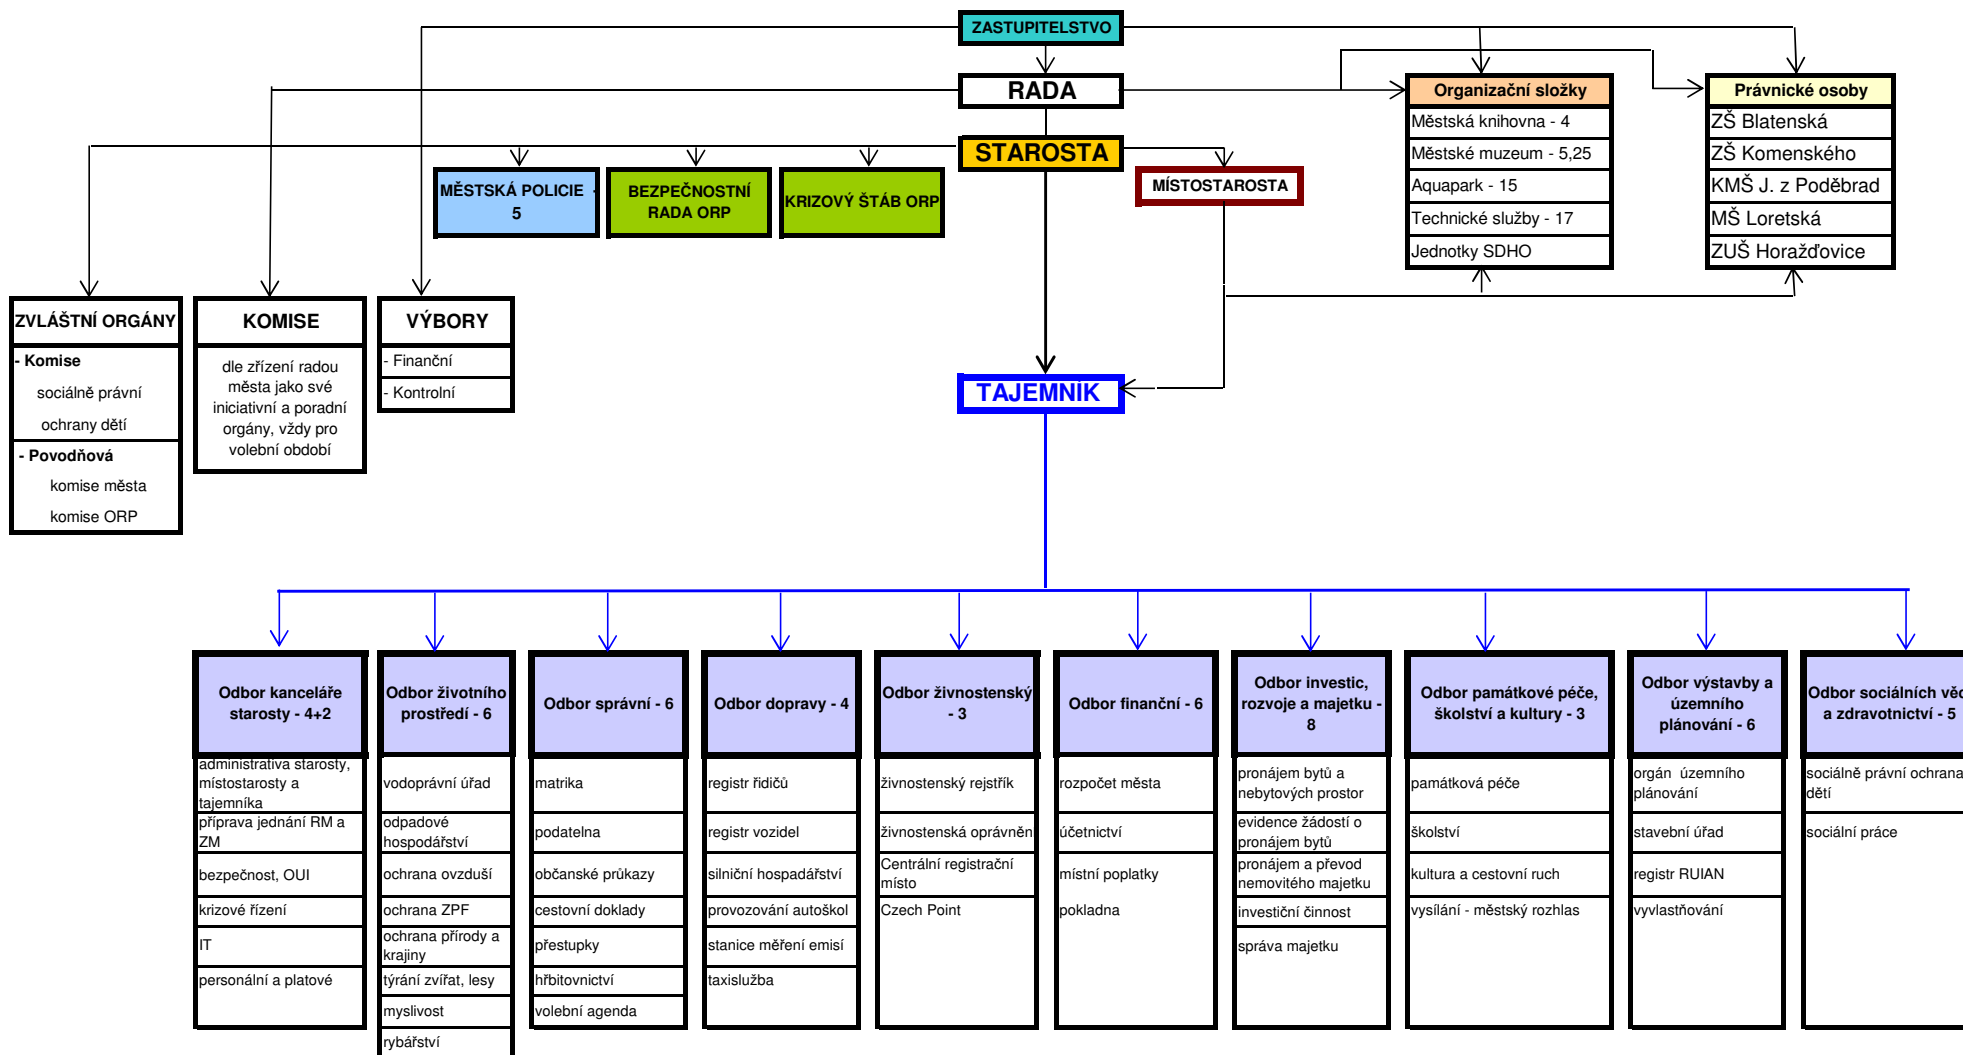 ZASTUPITELSTVO
RADA
STAROSTA
MĚSTSKÁ POLICIE -
5
BEZPEČNOSTNÍ
RADA ORP
KRIZOVÝ ŠTÁB ORP
MÍSTOSTAROSTA
Organizační složky
Městská knihovna - 4
Městské muzeum - 5,25
Aquapark - 15
Technické služby - 17
Jednotky SDHO
Právnické osoby
ZŠ Blatenská
ZŠ Komenského
KMŠ J. z Poděbrad
MŠ Loretská
ZUŠ Horažďovice
ZVLÁŠTNÍ ORGÁNY
- Komise
sociálně právní
ochrany dětí
- Povodňová
komise města
komise ORP
KOMISE
dle zřízení radou
města jako své
iniciativní a poradní
orgány, vždy pro
volební období
VÝBORY
- Finanční
- Kontrolní
TAJEMNÍK
Odbor kanceláře
starosty - 4+2
administrativa starosty,
místostarosty a
tajemníka
příprava jednání RM a
ZM
bezpečnost, OUI
krizové řízení
IT
personální a platové
Odbor životního
prostředí - 6
vodoprávní úřad
odpadové
hospodářství
ochrana ovzduší
ochrana ZPF
ochrana přírody a
krajiny
týrání zvířat, lesy
myslivost
rybářství
Odbor správní - 6
matrika
podatelna
občanské průkazy
cestovní doklady
přestupky
hřbitovnictví
volební agenda
Odbor dopravy - 4
registr řidičů
registr vozidel
silniční hospadářství
provozování autoškol
stanice měření emisí
taxislužba
Odbor živnostenský
- 3
živnostenský rejstřík
živnostenská oprávněn
Centrální registrační
místo
Czech Point
Odbor finanční - 6
rozpočet města
účetnictví
místní poplatky
pokladna
Odbor investic,
rozvoje a majetku -
8
pronájem bytů a
nebytových prostor
evidence žádostí o
pronájem bytů
pronájem a převod
nemovitého majetku
investiční činnost
správa majetku
Odbor památkové péče,
školství a kultury - 3
památková péče
školství
kultura a cestovní ruch
vysílání - městský rozhlas
Odbor výstavby a
územního
plánování - 6
orgán územního
plánování
stavební úřad
registr RUIAN
vyvlastňování
Odbor sociálních věc
a zdravotnictví - 5
sociálně právní ochrana
dětí
sociální práce